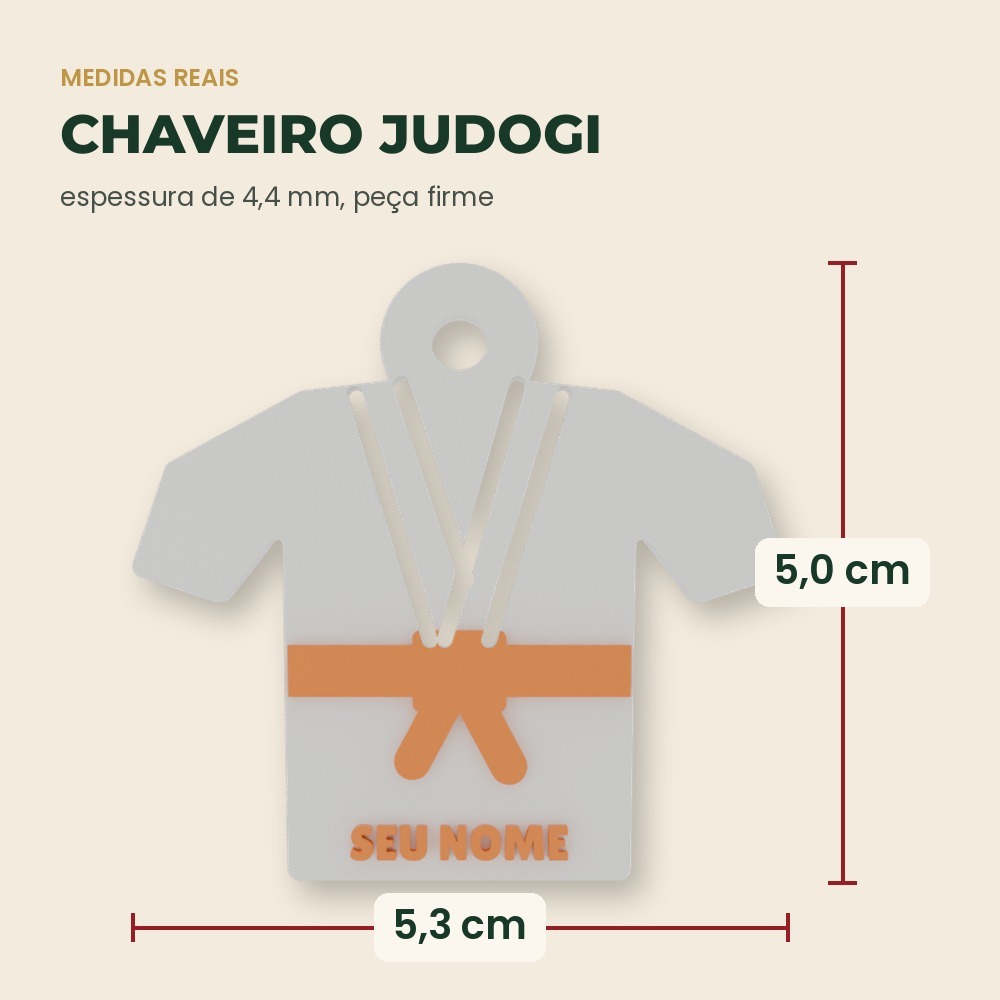 MEDIDAS REAIS
CHAVEIRO JUDOGI
espessura de 4,4 mm, peça firme
5,0 cm
SEU NOME
5,3 cm